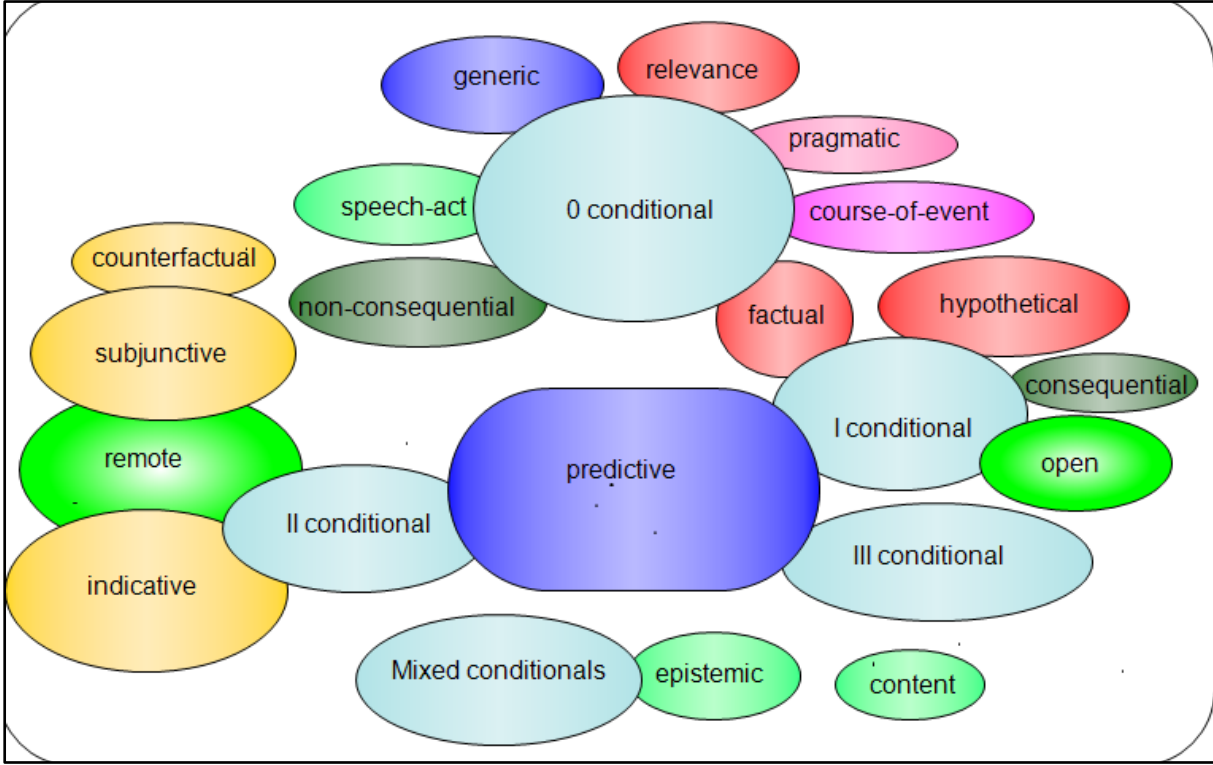 generic
relevance
pragmatic
speech-act
0 conditional
course-of-event
counterfactual
non-consequential
factual
hypothetical
subjunctive
consequential
I conditional
remote
predictive
open
II conditional
III conditional
indicative
Mixed conditionals
epistemic
content